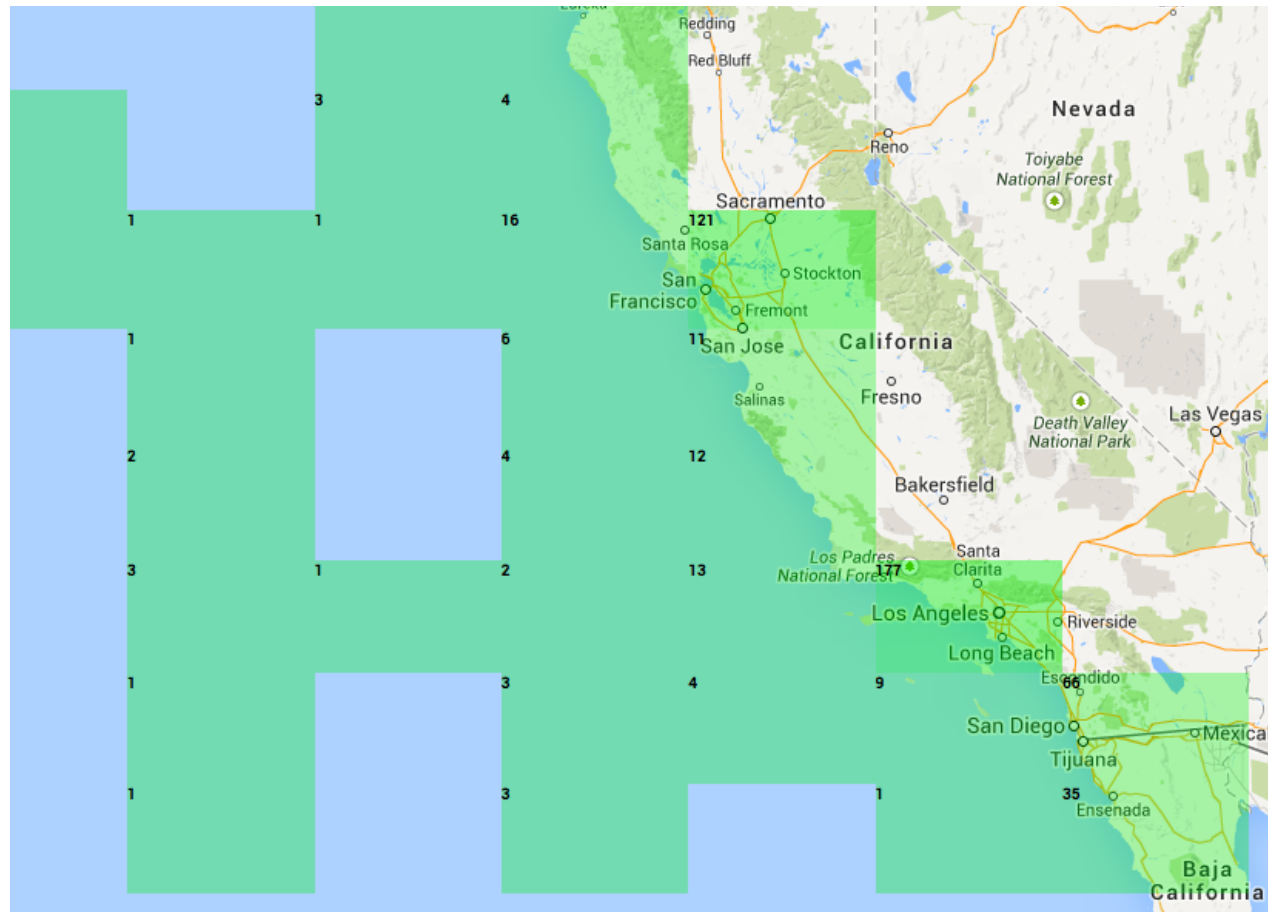 Eureka
Redding
Red Bluff
3
4
Nevada
Reno
Toiyabe
National Forest
Sacramento
1
1
16
121
Santa Rosa
Stockton
San
Francisco
Fremont
1
6
11
San Jose
California
Salinas
Fresno
Death Valley
National Park
Las Vegas
2
4
12
Bakersfield
Santa
Clarita
Los Padres
National Forest
3
1
2
13
177
Los Angeles
Riverside
Long Beach
Escondido
1
3
4
9
66
San Diego
Mexical
Tijuana
1
3
1
35
Ensenada
Baja
California